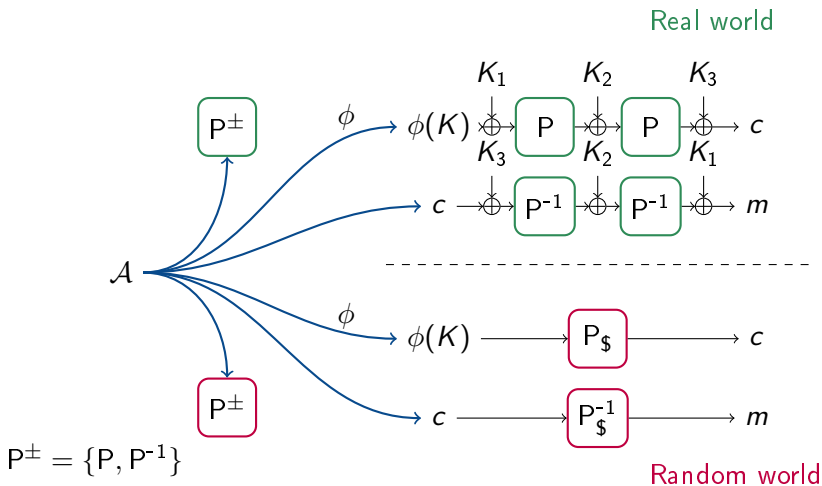 Real world
K₁ K₂ K₃
P± ϕ ϕ(K) P P c
K₃ K₂ K₁
c P⁻¹ P⁻¹ m
𝒜
ϕ ϕ(K) P$ c
P± c P$⁻¹ m
P± = {P, P⁻¹}
Random world